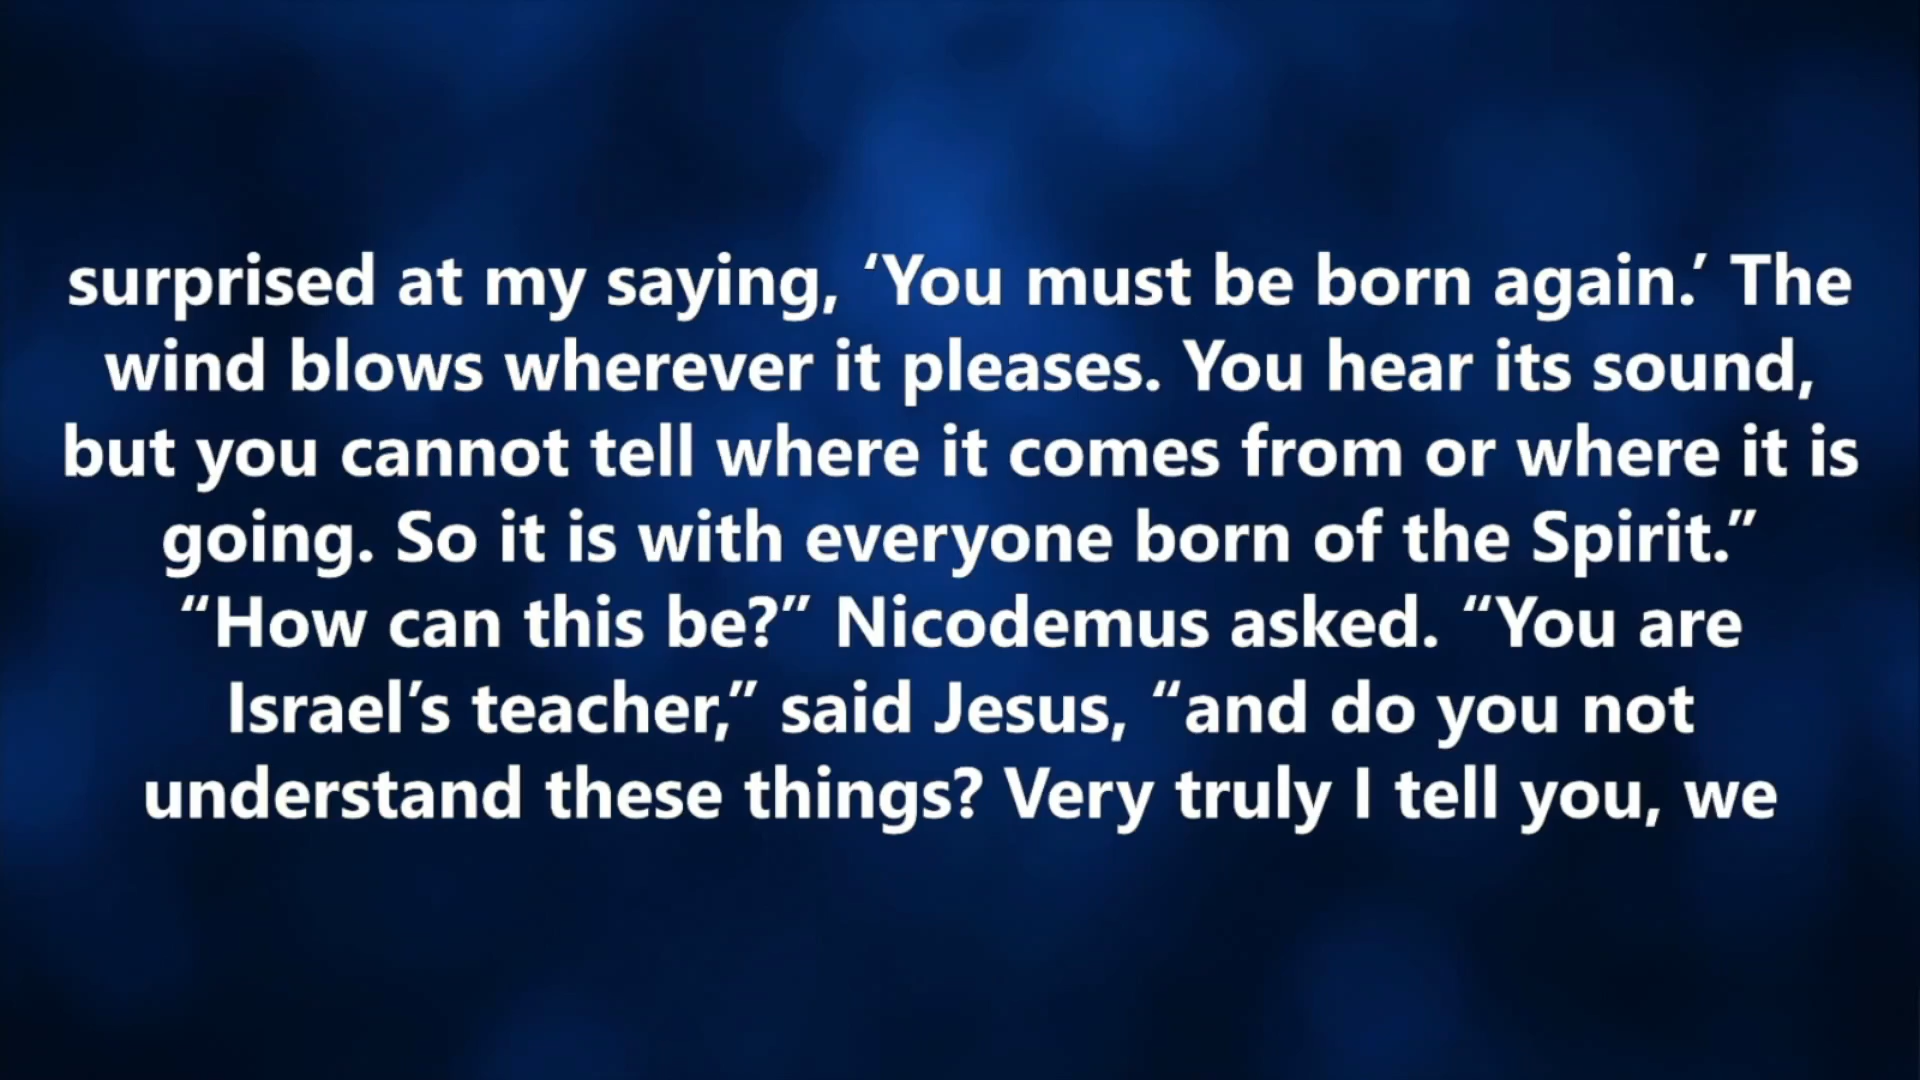 surprised at my saying, ‘You must be born again.’ The
wind blows wherever it pleases. You hear its sound,
but you cannot tell where it comes from or where it is
going. So it is with everyone born of the Spirit.”
“How can this be?” Nicodemus asked. “You are
Israel’s teacher,” said Jesus, “and do you not
understand these things? Very truly I tell you, we